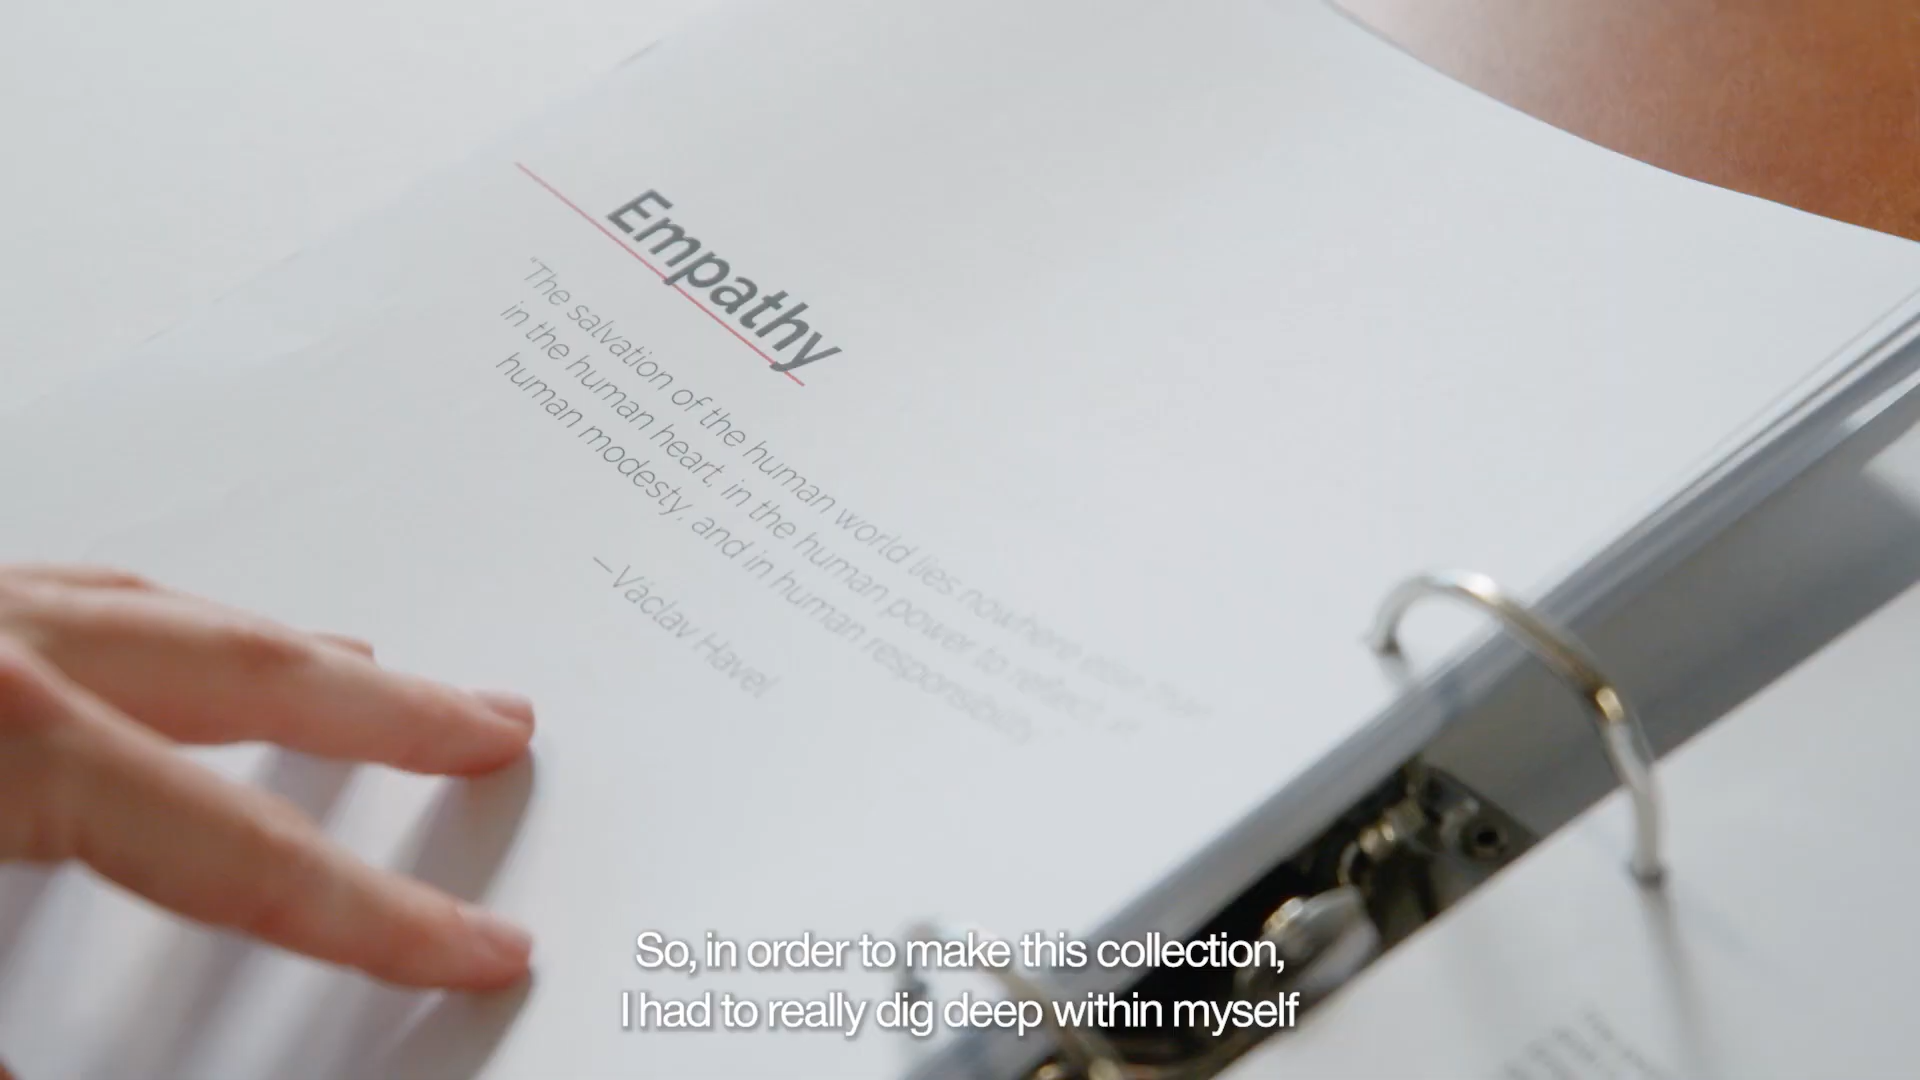 Empathy
"The salvation of the human world lies nowhere else than
in the human heart, in the human power to reflect, in
human modesty, and in human responsibility.
—Václav Havel
So, in order to make this collection,
I had to really dig deep within myself